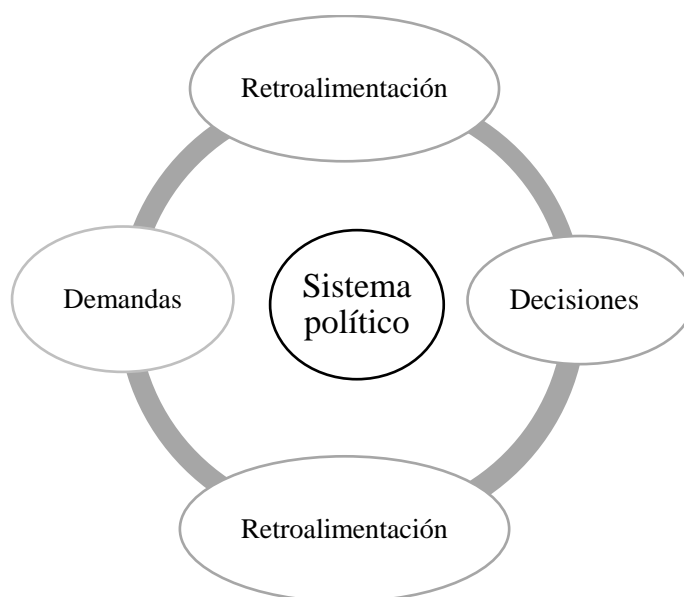 Retroalimentación
Demandas
Sistema
político
Decisiones
Retroalimentación